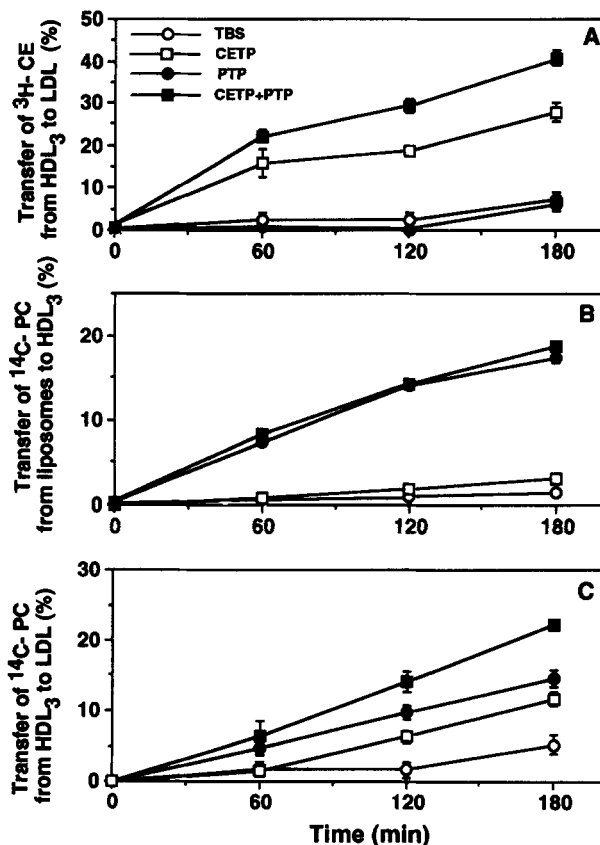 A
TBS
CETP
PTP
CETP+PTP
Transfer of ³H- CE
from HDL₃ to LDL (%)
50
40
30
20
10
0
0 60 120 180
B
Transfer of ¹⁴C- PC
from liposomes to HDL₃ (%)
20
10
0
0 60 120 180
C
Transfer of ¹⁴C- PC
from HDL₃ to LDL (%)
30
20
10
0
0 60 120 180
Time (min)